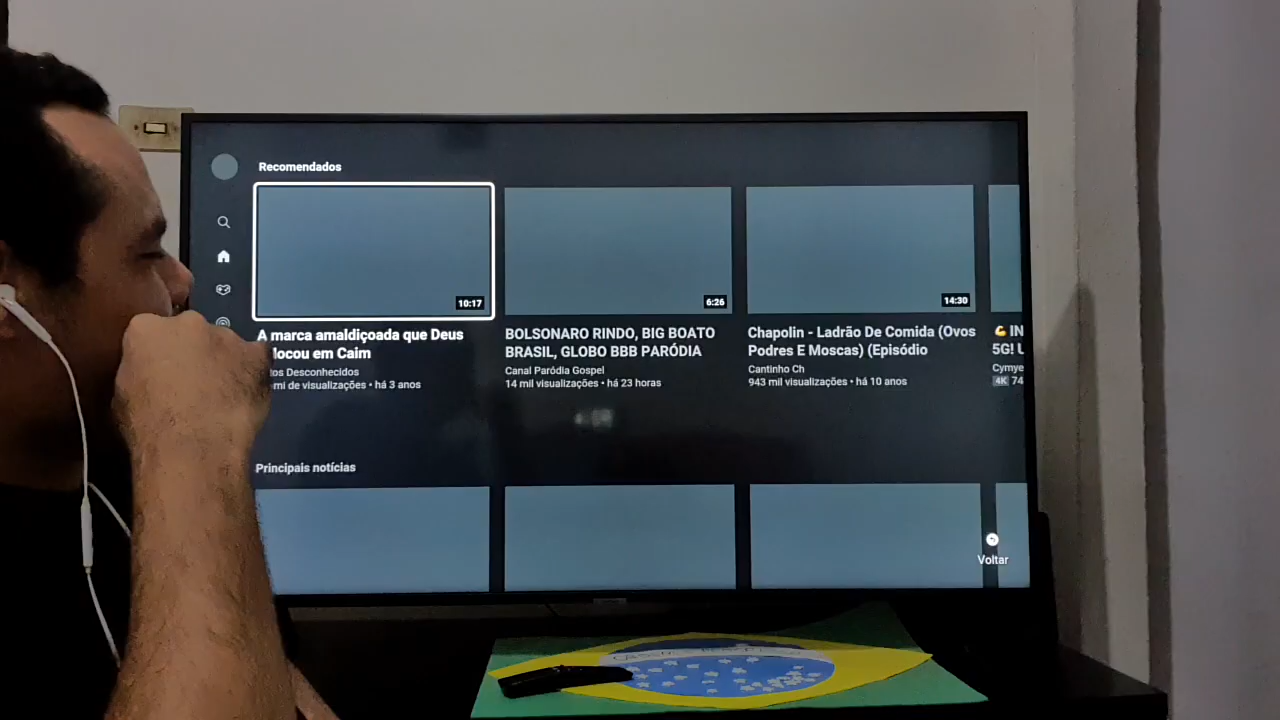 Recomendados
10:17
6:26
14:30
A marca amaldiçoada que Deus
locou em Caim
os Desconhecidos
mi de visualizações • há 3 anos
BOLSONARO RINDO, BIG BOATO
BRASIL, GLOBO BBB PARÓDIA
Canal Paródia Gospel
14 mil visualizações • há 23 horas
Chapolin - Ladrão De Comida (Ovos
Podres E Moscas) (Episódio
Cantinho Ch
943 mil visualizações • há 10 anos
💪 IN
5G! U
Cymye
4K 74
Principais notícias
Voltar